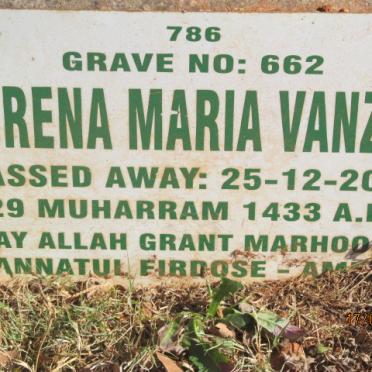 786
GRAVE NO: 662
RENA MARIA VANZ
ASSED AWAY: 25-12-20
29 MUHARRAM 1433 A.
AY ALLAH GRANT MARHOO
ANNATUL FIRDOSE - AM